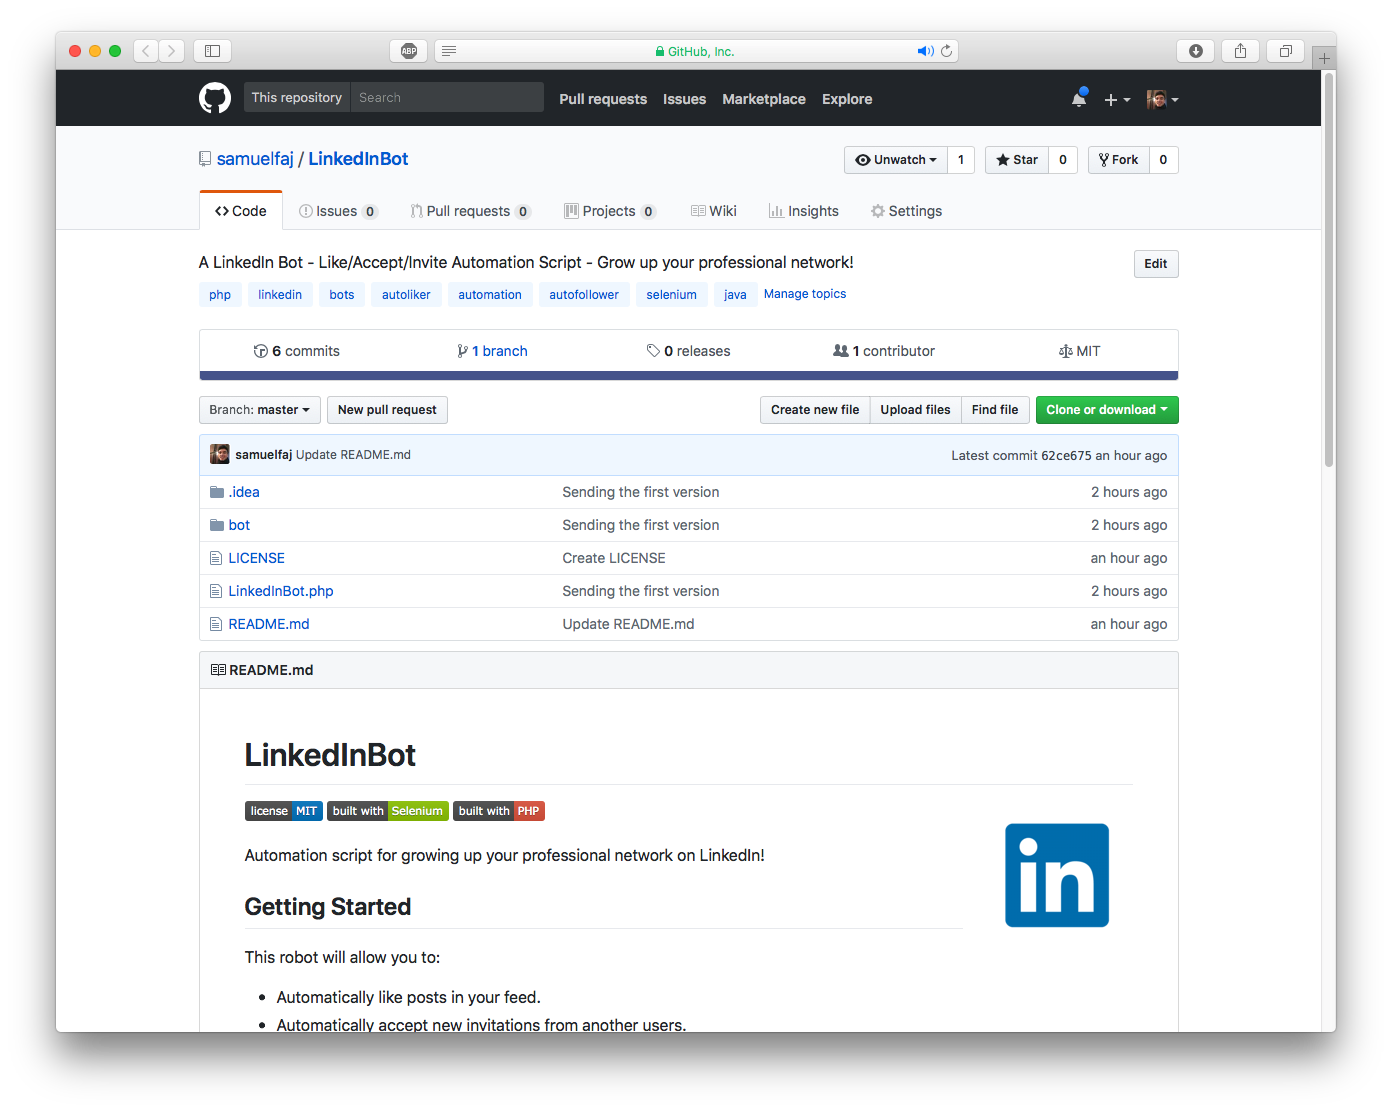 ABP GitHub, Inc.
This repository Search Pull requests Issues Marketplace Explore
samuelfaj / LinkedInBot Unwatch 1 Star 0 Fork 0
Code Issues 0 Pull requests 0 Projects 0 Wiki Insights Settings
A LinkedIn Bot - Like/Accept/Invite Automation Script - Grow up your professional network! Edit
php linkedin bots autoliker automation autofollower selenium java Manage topics
6 commits 1 branch 0 releases 1 contributor MIT
Branch: master New pull request Create new file Upload files Find file Clone or download
samuelfaj Update README.md Latest commit 62ce675 an hour ago
.idea Sending the first version 2 hours ago
bot Sending the first version 2 hours ago
LICENSE Create LICENSE an hour ago
LinkedInBot.php Sending the first version 2 hours ago
README.md Update README.md an hour ago
README.md
LinkedInBot
license MIT built with Selenium built with PHP
Automation script for growing up your professional network on LinkedIn!
in
Getting Started
This robot will allow you to:
• Automatically like posts in your feed.
• Automatically accept new invitations from another users.